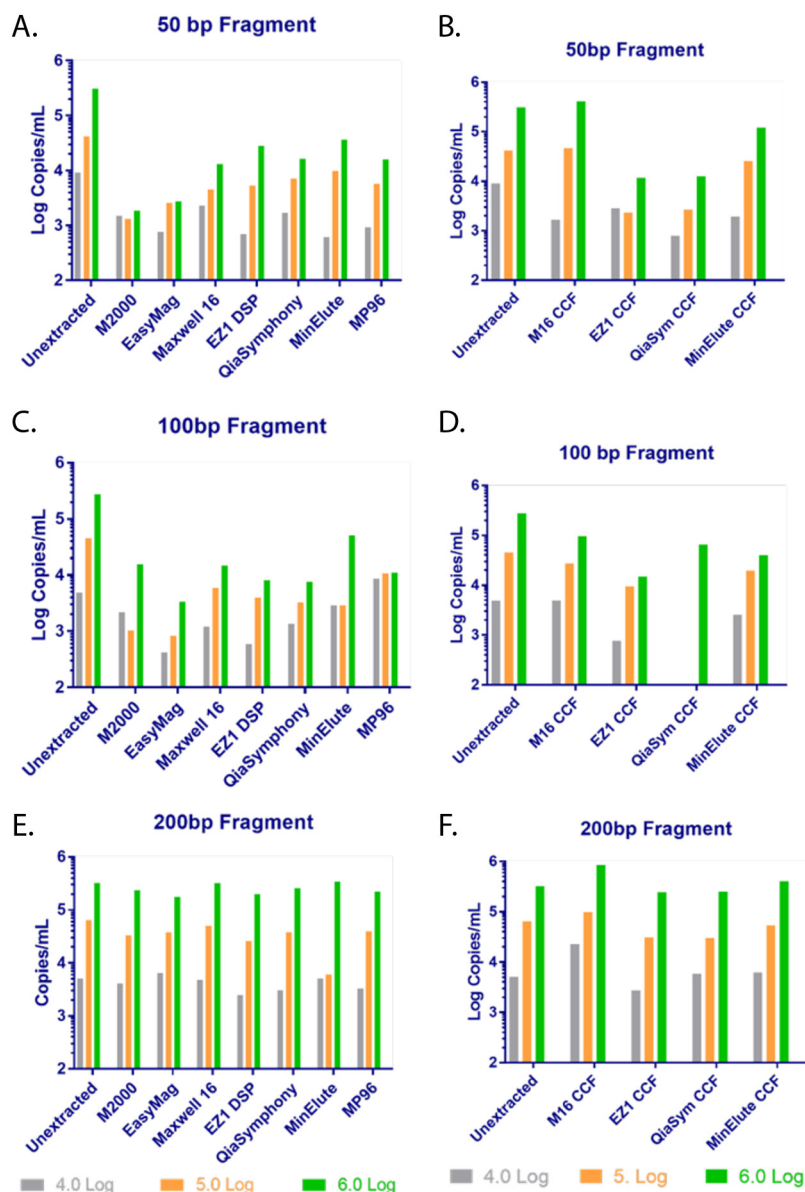 A.
50 bp Fragment
Log Copies/mL
6
5
4
3
2
Unextracted
M2000
EasyMag
Maxwell 16
EZ1 DSP
QiaSymphony
MinElute
MP96
B.
50bp Fragment
Log Copies/mL
6
5
4
3
2
Unextracted
M16 CCF
EZ1 CCF
QiaSym CCF
MinElute CCF
C.
100bp Fragment
Log Copies/mL
6
5
4
3
2
Unextracted
M2000
EasyMag
Maxwell 16
EZ1 DSP
QiaSymphony
MinElute
MP96
D.
100 bp Fragment
Log Copies/mL
6
5
4
3
2
Unextracted
M16 CCF
EZ1 CCF
QiaSym CCF
MinElute CCF
E.
200bp Fragment
Copies/mL
6
5
4
3
2
Unextracted
M2000
EasyMag
Maxwell 16
EZ1 DSP
QiaSymphony
MinElute
MP96
4.0 Log 5.0 Log 6.0 Log
F.
200bp Fragment
Log Copies/mL
6
5
4
3
2
Unextracted
M16 CCF
EZ1 CCF
QiaSym CCF
MinElute CCF
4.0 Log 5. Log 6.0 Log